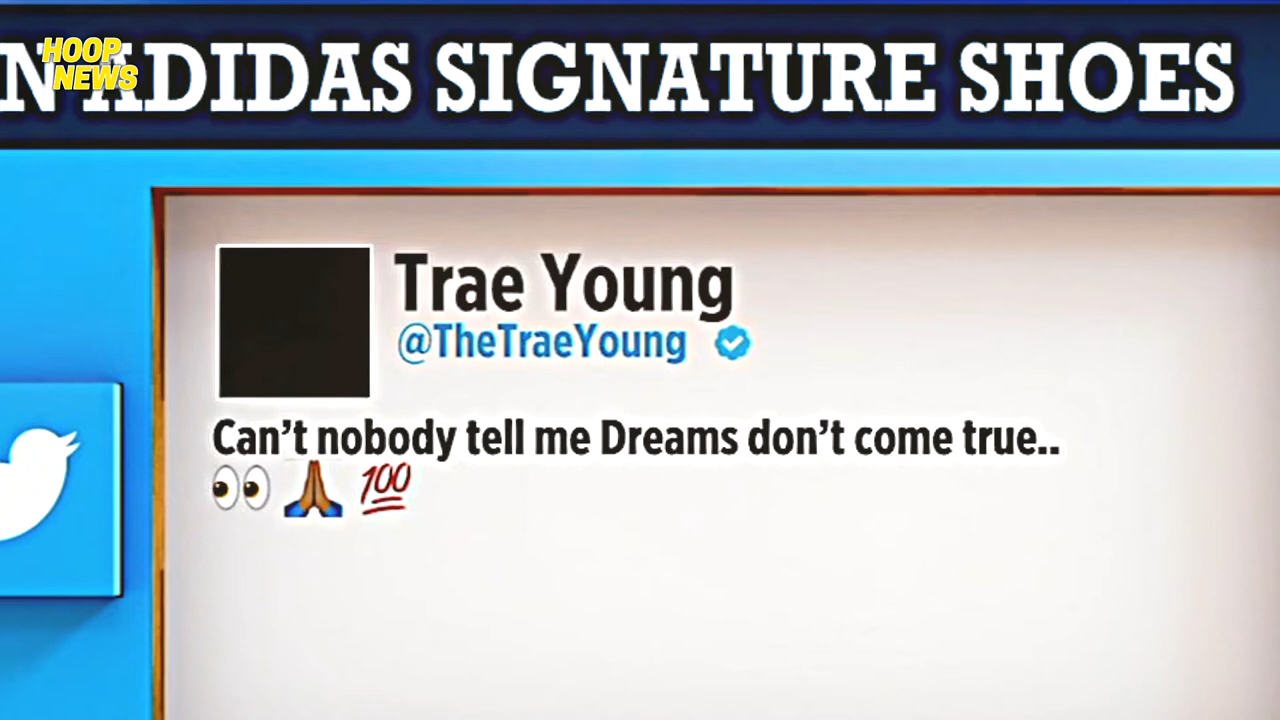 N ADIDAS SIGNATURE SHOES
HOOP
NEWS
Trae Young
@TheTraeYoung
Can't nobody tell me Dreams don't come true..
👀 🙏🏾 💯